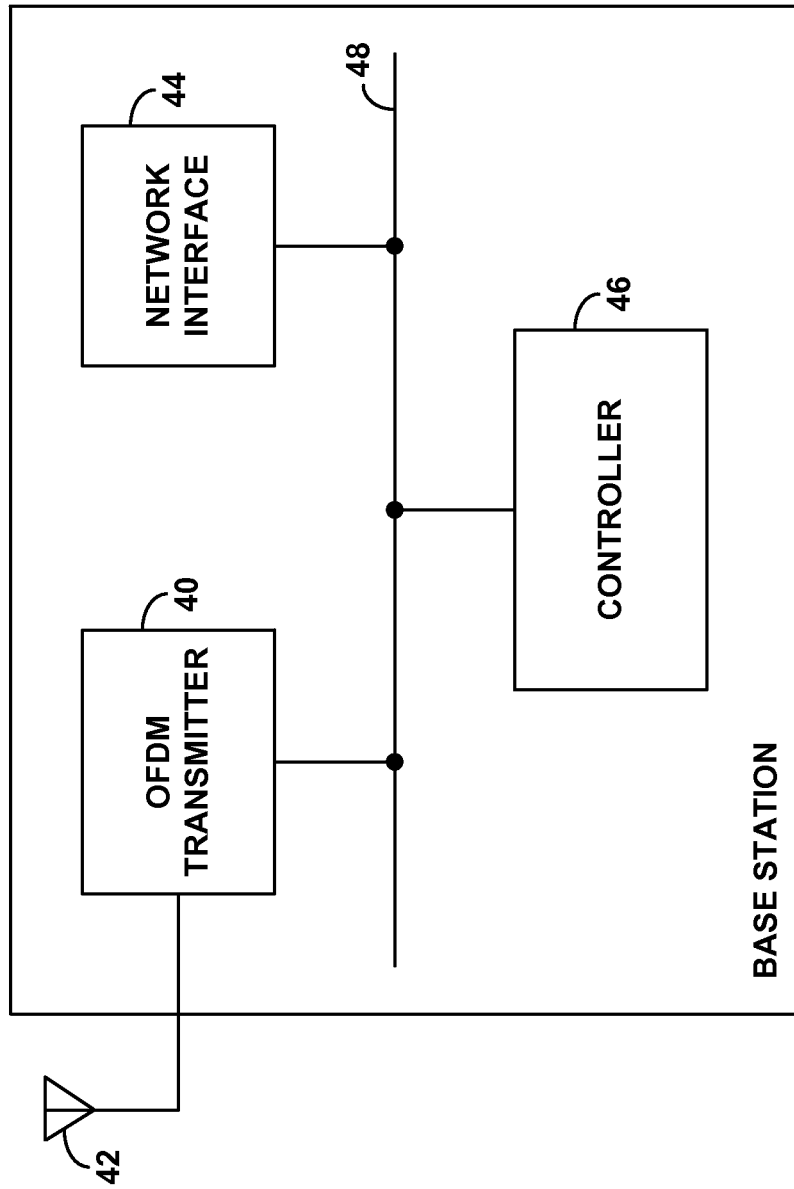 42
OFDM
TRANSMITTER
40
NETWORK
INTERFACE
44
48
CONTROLLER
46
BASE STATION